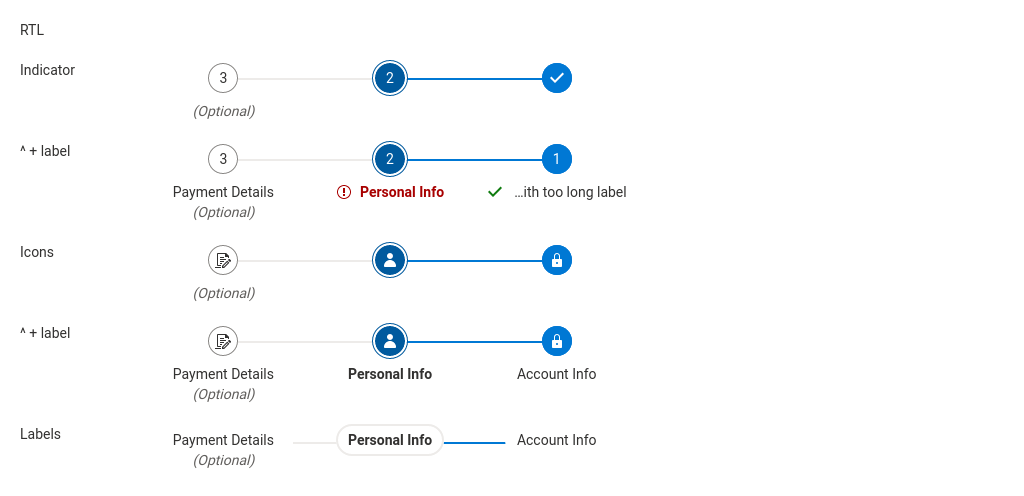 RTL
Indicator
3 2
(Optional)
^ + label
3 2 1
Payment Details Personal Info ...ith too long label
(Optional)
Icons
(Optional)
^ + label
Payment Details Personal Info Account Info
(Optional)
Labels
Payment Details Personal Info Account Info
(Optional)